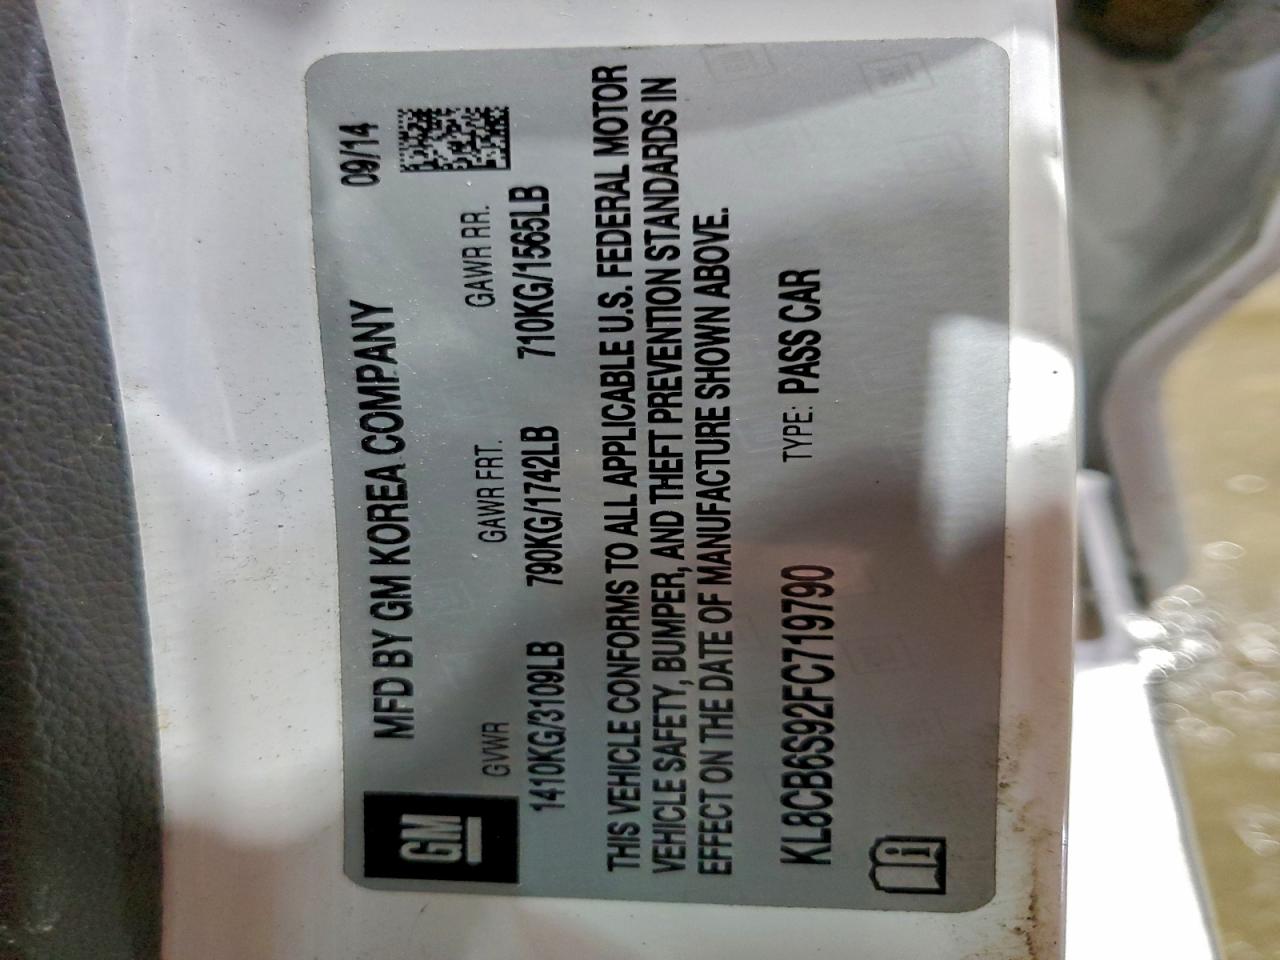 GM
MFD BY GM KOREA COMPANY 09/14
GVWR GAWR FRT. GAWR RR.
1410KG/3109LB 790KG/1742LB 710KG/1565LB
THIS VEHICLE CONFORMS TO ALL APPLICABLE U.S. FEDERAL MOTOR
VEHICLE SAFETY, BUMPER, AND THEFT PREVENTION STANDARDS IN
EFFECT ON THE DATE OF MANUFACTURE SHOWN ABOVE.
KL8CB6S92FC719790 TYPE: PASS CAR
i